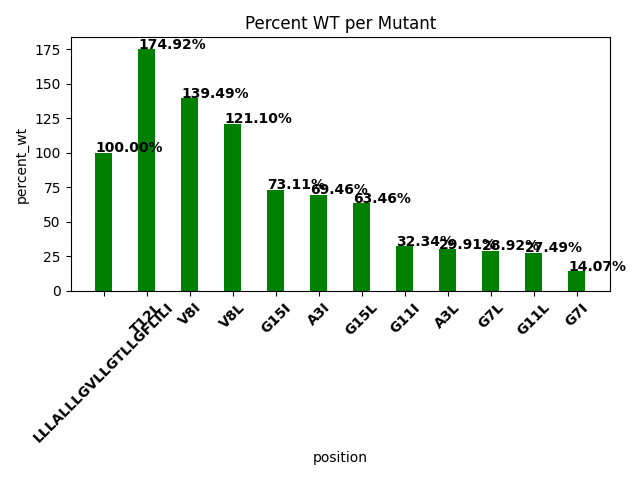 Percent WT per Mutant
percent_wt
175
150
125
100
75
50
25
0
100.00%
174.92%
139.49%
121.10%
73.11%
69.46%
63.46%
32.34%
29.91%
28.92%
27.49%
14.07%
LLLALLLGVLLGTLLGFLILI
T12L
V8I
V8L
G15I
A3I
G15L
G11I
A3L
G7L
G11L
G7I
position